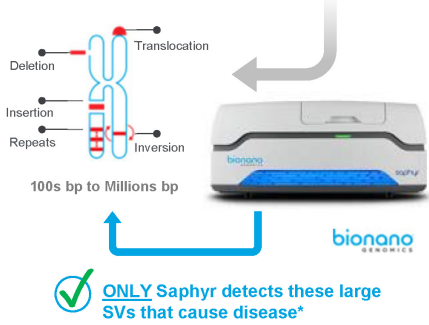 Translocation
Deletion
Insertion
Repeats
Inversion
100s bp to Millions bp
bionano
GENOMICS
saphyr
bionano
GENOMICS
ONLY Saphyr detects these large
SVs that cause disease*